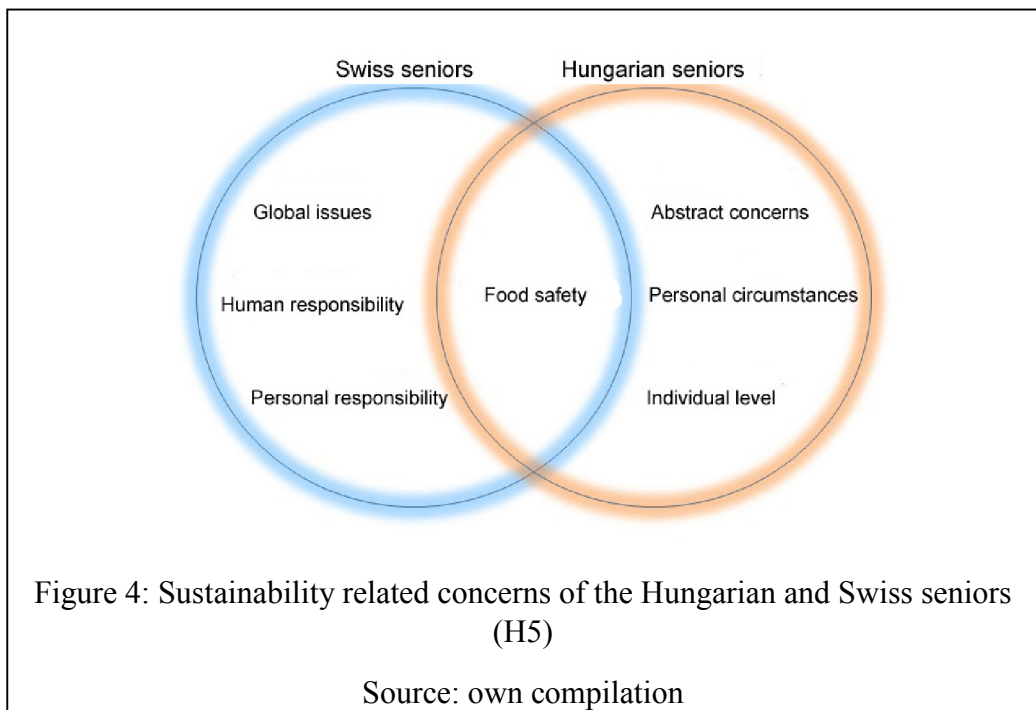 Swiss seniors
Hungarian seniors
Global issues
Abstract concerns
Human responsibility
Food safety
Personal circumstances
Personal responsibility
Individual level
Figure 4: Sustainability related concerns of the Hungarian and Swiss seniors
(H5)
Source: own compilation